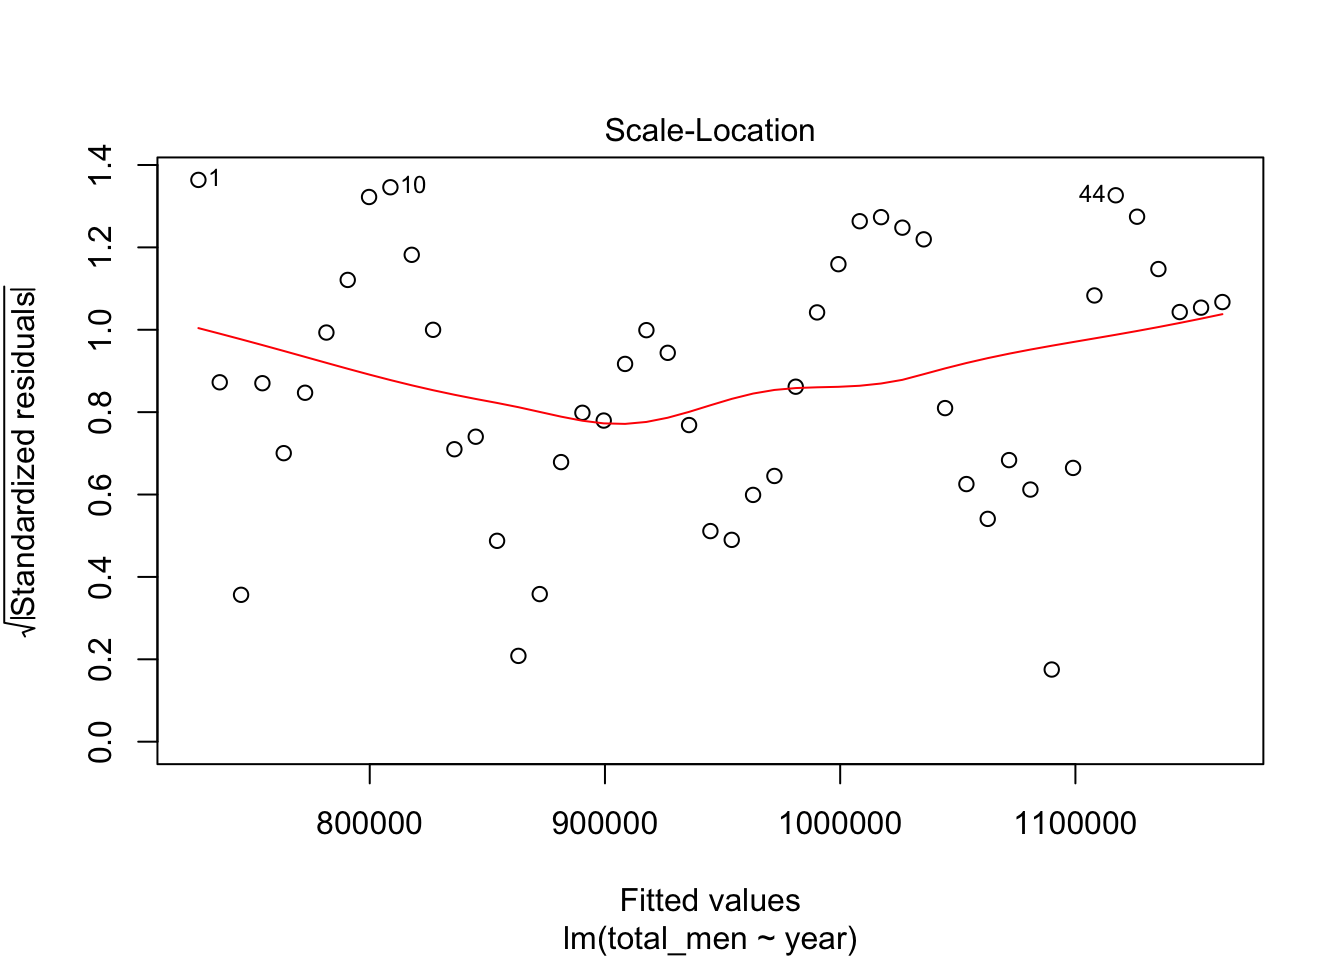 Scale-Location
√|Standardized residuals|
1.4
1.2
1.0
0.8
0.6
0.4
0.2
0.0
1
10
44
800000 900000 1000000 1100000
Fitted values
lm(total_men ~ year)